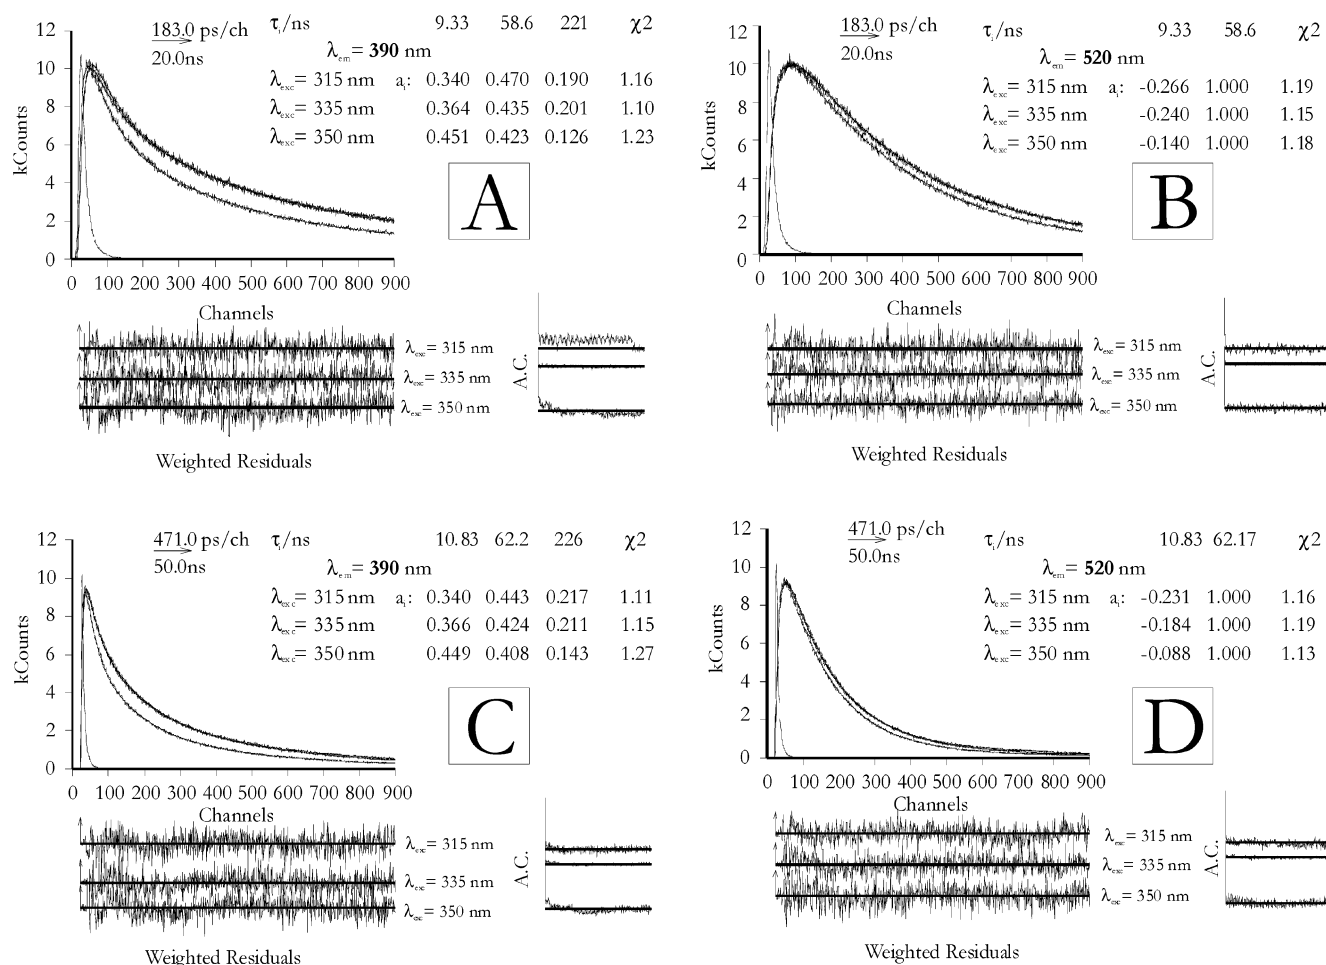 183.0 ps/ch
20.0ns
τi/ns 9.33 58.6 221 χ2
λem= 390 nm
λexc= 315 nm ai: 0.340 0.470 0.190 1.16
λexc= 335 nm 0.364 0.435 0.201 1.10
λexc= 350 nm 0.451 0.423 0.126 1.23
A
kCounts
12
10
8
6
4
2
0
0 100 200 300 400 500 600 700 800 900
Channels
λexc= 315 nm
λexc= 335 nm
λexc= 350 nm
A.C.
Weighted Residuals
183.0 ps/ch
20.0ns
τi/ns 9.33 58.6 χ2
λem= 520 nm
λexc= 315 nm ai: -0.266 1.000 1.19
λexc= 335 nm -0.240 1.000 1.15
λexc= 350 nm -0.140 1.000 1.18
B
kCounts
12
10
8
6
4
2
0
0 100 200 300 400 500 600 700 800 900
Channels
λexc= 315 nm
λexc= 335 nm
λexc= 350 nm
A.C.
Weighted Residuals
471.0 ps/ch
50.0ns
τi/ns 10.83 62.2 226 χ2
λem= 390 nm
λexc= 315 nm ai: 0.340 0.443 0.217 1.11
λexc= 335 nm 0.366 0.424 0.211 1.15
λexc= 350 nm 0.449 0.408 0.143 1.27
C
kCounts
12
10
8
6
4
2
0
0 100 200 300 400 500 600 700 800 900
Channels
λexc= 315 nm
λexc= 335 nm
λexc= 350 nm
A.C.
Weighted Residuals
471.0 ps/ch
50.0ns
τi/ns 10.83 62.17 χ2
λem= 520 nm
λexc= 315 nm ai: -0.231 1.000 1.16
λexc= 335 nm -0.184 1.000 1.19
λexc= 350 nm -0.088 1.000 1.13
D
kCounts
12
10
8
6
4
2
0
0 100 200 300 400 500 600 700 800 900
Channels
λexc= 315 nm
λexc= 335 nm
λexc= 350 nm
A.C.
Weighted Residuals